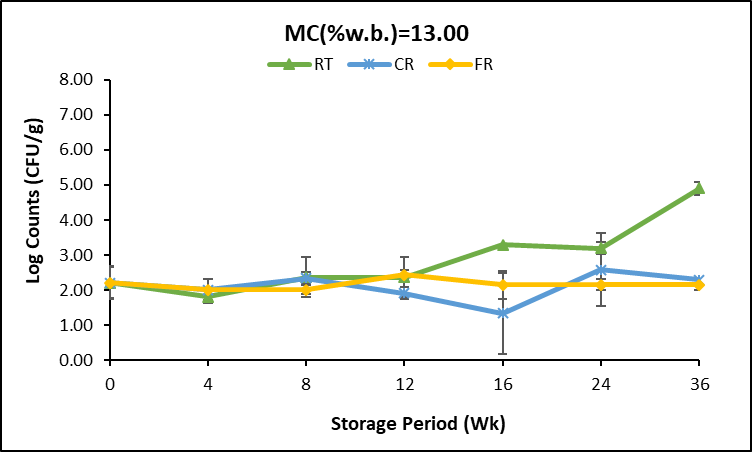 MC(%w.b.)=13.00
RT CR FR
8.00
7.00
6.00
5.00
4.00
3.00
2.00
1.00
0.00
Log Counts (CFU/g)
0 4 8 12 16 24 36
Storage Period (Wk)